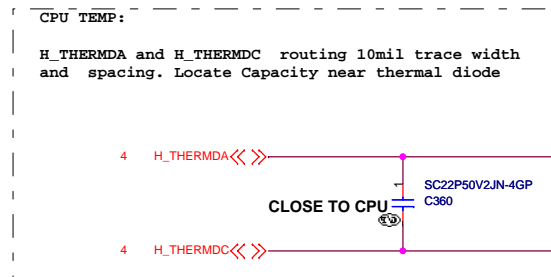 CPU TEMP:
H_THERMDA and H_THERMDC routing 10mil trace width
and spacing. Locate Capacity near thermal diode
4 H_THERMDA
1
SC22P50V2JN-4GP
C360
CLOSE TO CPU
4 H_THERMDC